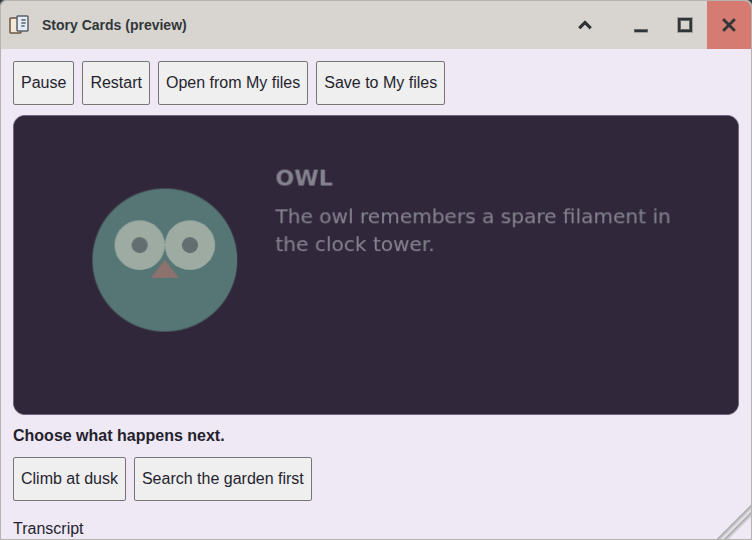 Story Cards (preview)
Pause Restart Open from My files Save to My files
OWL
The owl remembers a spare filament in
the clock tower.
Choose what happens next.
Climb at dusk Search the garden first
Transcript